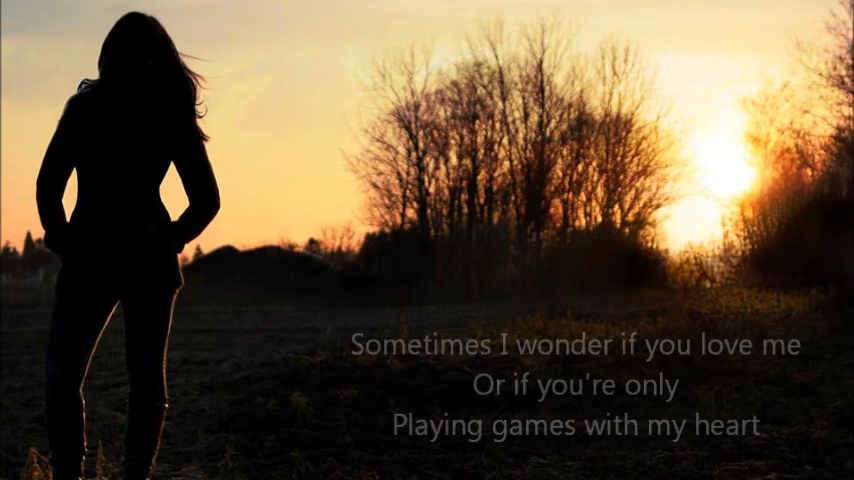 Sometimes I wonder if you love me
Or if you're only
Playing games with my heart